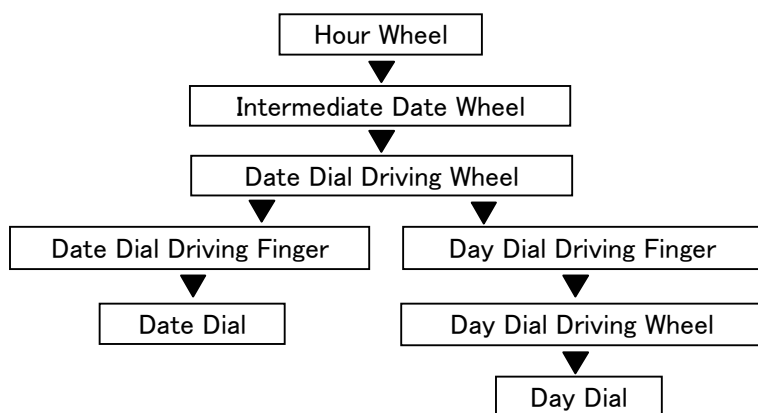 Hour Wheel
Intermediate Date Wheel
Date Dial Driving Wheel
Date Dial Driving Finger
Day Dial Driving Finger
Date Dial
Day Dial Driving Wheel
Day Dial